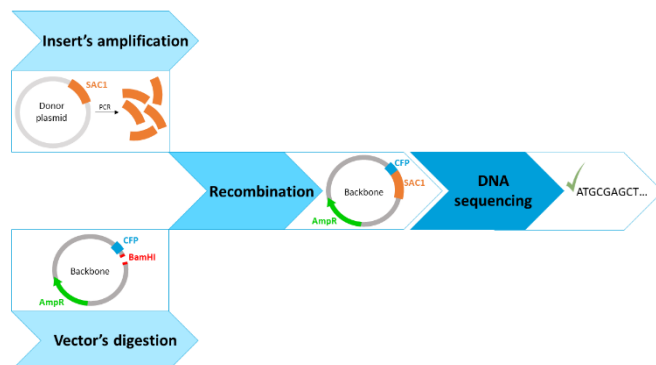 Insert's amplification
SAC1
Donor
plasmid
PCR
Recombination
CFP
SAC1
Backbone
AmpR
DNA
sequencing
ATGCGAGCT...
CFP
BamHI
Backbone
AmpR
Vector's digestion